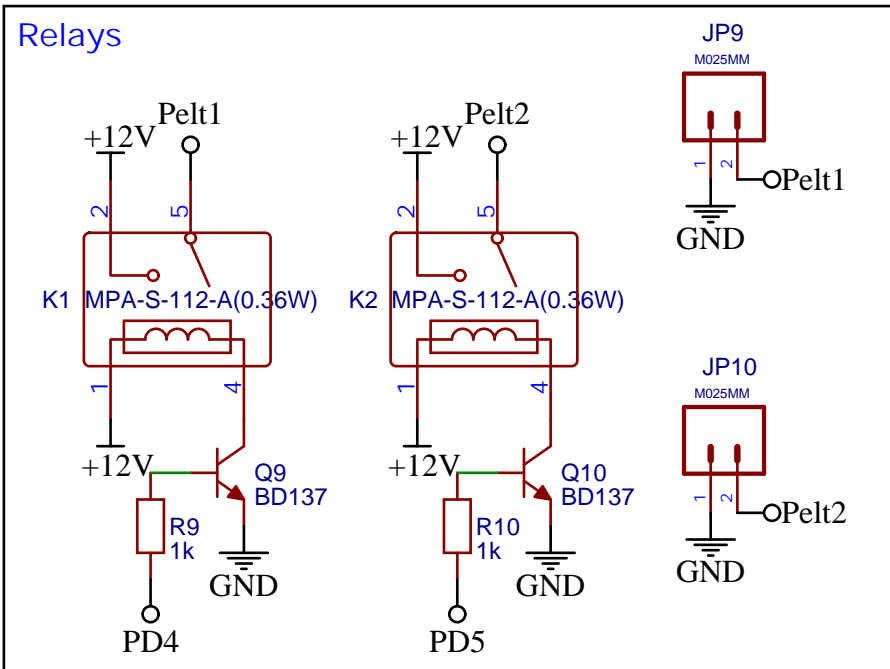 Relays
JP9
M025MM
1
2
Pelt1
GND
Pelt1
+12V
2
5
K1 MPA-S-112-A(0.36W)
1
4
+12V
Q9
BD137
R9
1k
GND
PD4
Pelt2
+12V
2
5
K2 MPA-S-112-A(0.36W)
1
4
+12V
Q10
BD137
R10
1k
GND
PD5
JP10
M025MM
1
2
Pelt2
GND